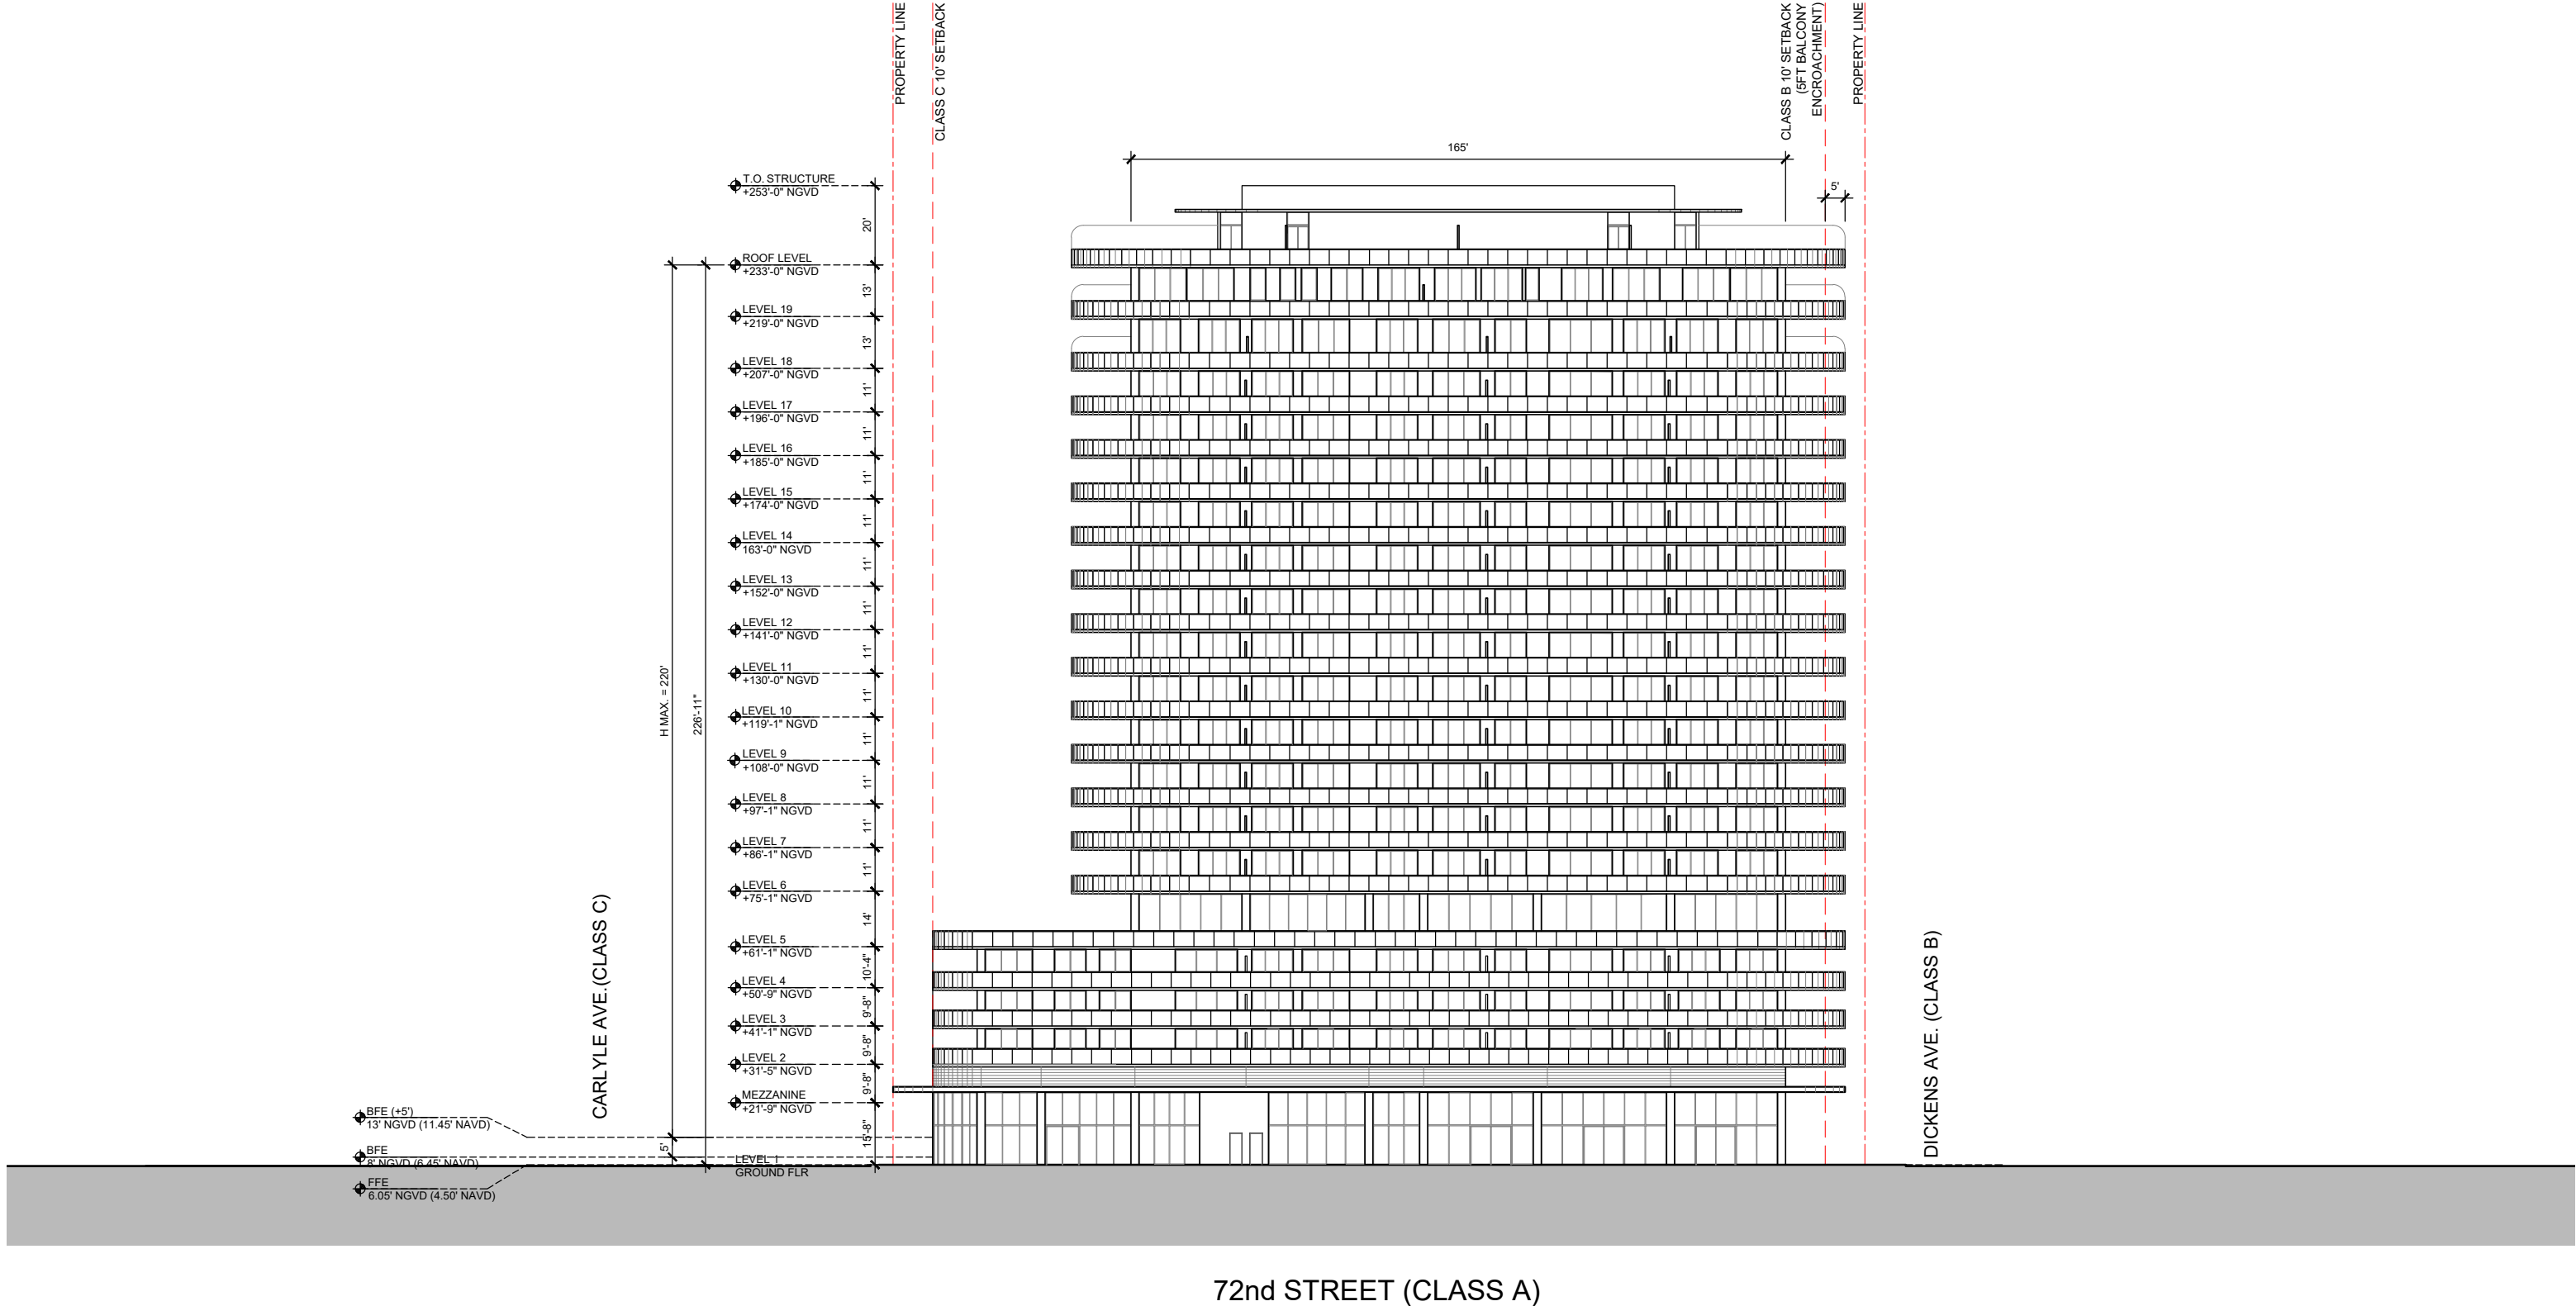 PROPERTY LINE
CLASS C 10' SETBACK
CLASS B 10' SETBACK
(5FT BALCONY
ENCROACHMENT)
PROPERTY LINE
165'
5'
T.O. STRUCTURE
+253'-0" NGVD
20'
ROOF LEVEL
+233'-0" NGVD
13'
LEVEL 19
+219'-0" NGVD
13'
LEVEL 18
+207'-0" NGVD
11'
LEVEL 17
+196'-0" NGVD
11'
LEVEL 16
+185'-0" NGVD
11'
LEVEL 15
+174'-0" NGVD
11'
LEVEL 14
163'-0" NGVD
11'
LEVEL 13
+152'-0" NGVD
11'
LEVEL 12
+141'-0" NGVD
11'
LEVEL 11
+130'-0" NGVD
11'
LEVEL 10
+119'-1" NGVD
11'
LEVEL 9
+108'-0" NGVD
11'
LEVEL 8
+97'-1" NGVD
11'
LEVEL 7
+86'-1" NGVD
11'
LEVEL 6
+75'-1" NGVD
14'
LEVEL 5
+61'-1" NGVD
10'-4"
LEVEL 4
+50'-9" NGVD
9'-8"
LEVEL 3
+41'-1" NGVD
9'-8"
LEVEL 2
+31'-5" NGVD
9'-8"
MEZZANINE
+21'-9" NGVD
15'-8"
LEVEL 1
GROUND FLR
H MAX. = 220'
226'-11"
5'
CARLYLE AVE.(CLASS C)
BFE (+5')
13' NGVD (11.45' NAVD)
BFE
8' NGVD (6.45' NAVD)
FFE
6.05' NGVD (4.50' NAVD)
DICKENS AVE. (CLASS B)
72nd STREET (CLASS A)